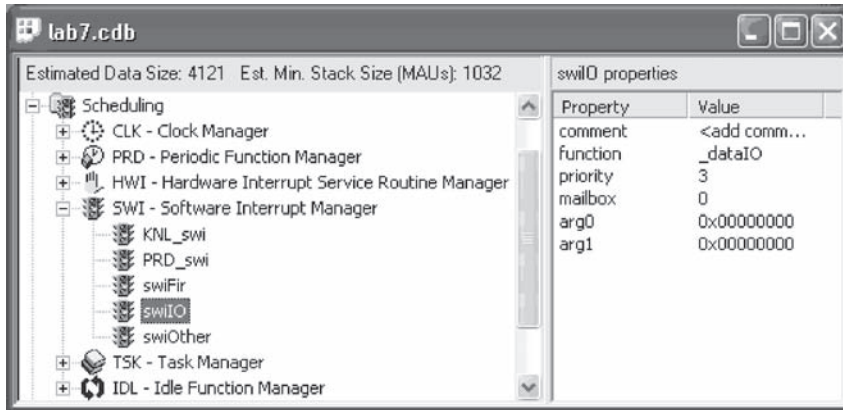 lab7.cdb
Estimated Data Size: 4121 Est. Min. Stack Size (MAUs): 1032
Scheduling
CLK - Clock Manager
PRD - Periodic Function Manager
HWI - Hardware Interrupt Service Routine Manager
SWI - Software Interrupt Manager
KNL_swi
PRD_swi
swiFir
swiIO
swiOther
TSK - Task Manager
IDL - Idle Function Manager
swiIO properties
Property Value
comment <add comm...
function _dataIO
priority 3
mailbox 0
arg0 0x00000000
arg1 0x00000000